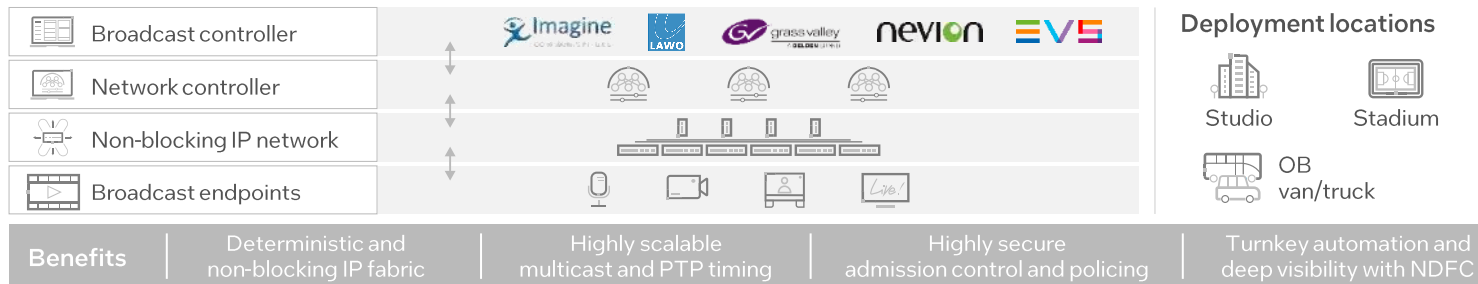 Broadcast controller
Imagine
LAWO
grass valley
A BELDEN BRAND
nevion
EVS
Network controller
Non-blocking IP network
Broadcast endpoints
Live!
Deployment locations
Studio
Stadium
OB
van/truck
Benefits
Deterministic and
non-blocking IP fabric
Highly scalable
multicast and PTP timing
Highly secure
admission control and policing
Turnkey automation and
deep visibility with NDFC